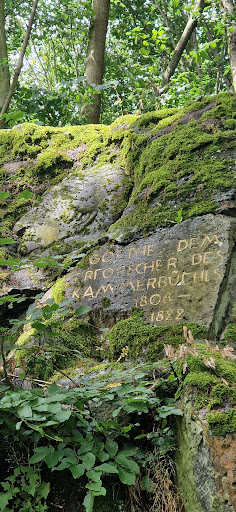 GOETHE DEM
ERFORSCHER DES
KAMMERBÜHLS
1808 –
1822